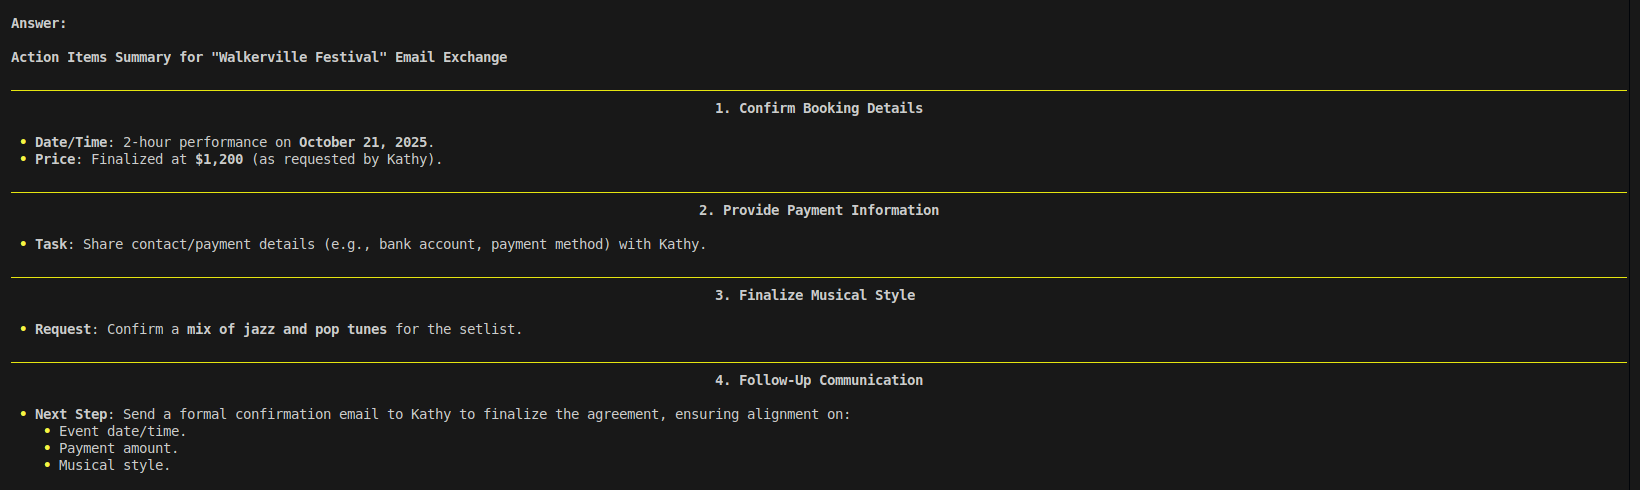 Answer:
Action Items Summary for "Walkerville Festival" Email Exchange
1. Confirm Booking Details
• Date/Time: 2-hour performance on October 21, 2025.
• Price: Finalized at $1,200 (as requested by Kathy).
2. Provide Payment Information
• Task: Share contact/payment details (e.g., bank account, payment method) with Kathy.
3. Finalize Musical Style
• Request: Confirm a mix of jazz and pop tunes for the setlist.
4. Follow-Up Communication
• Next Step: Send a formal confirmation email to Kathy to finalize the agreement, ensuring alignment on:
• Event date/time.
• Payment amount.
• Musical style.